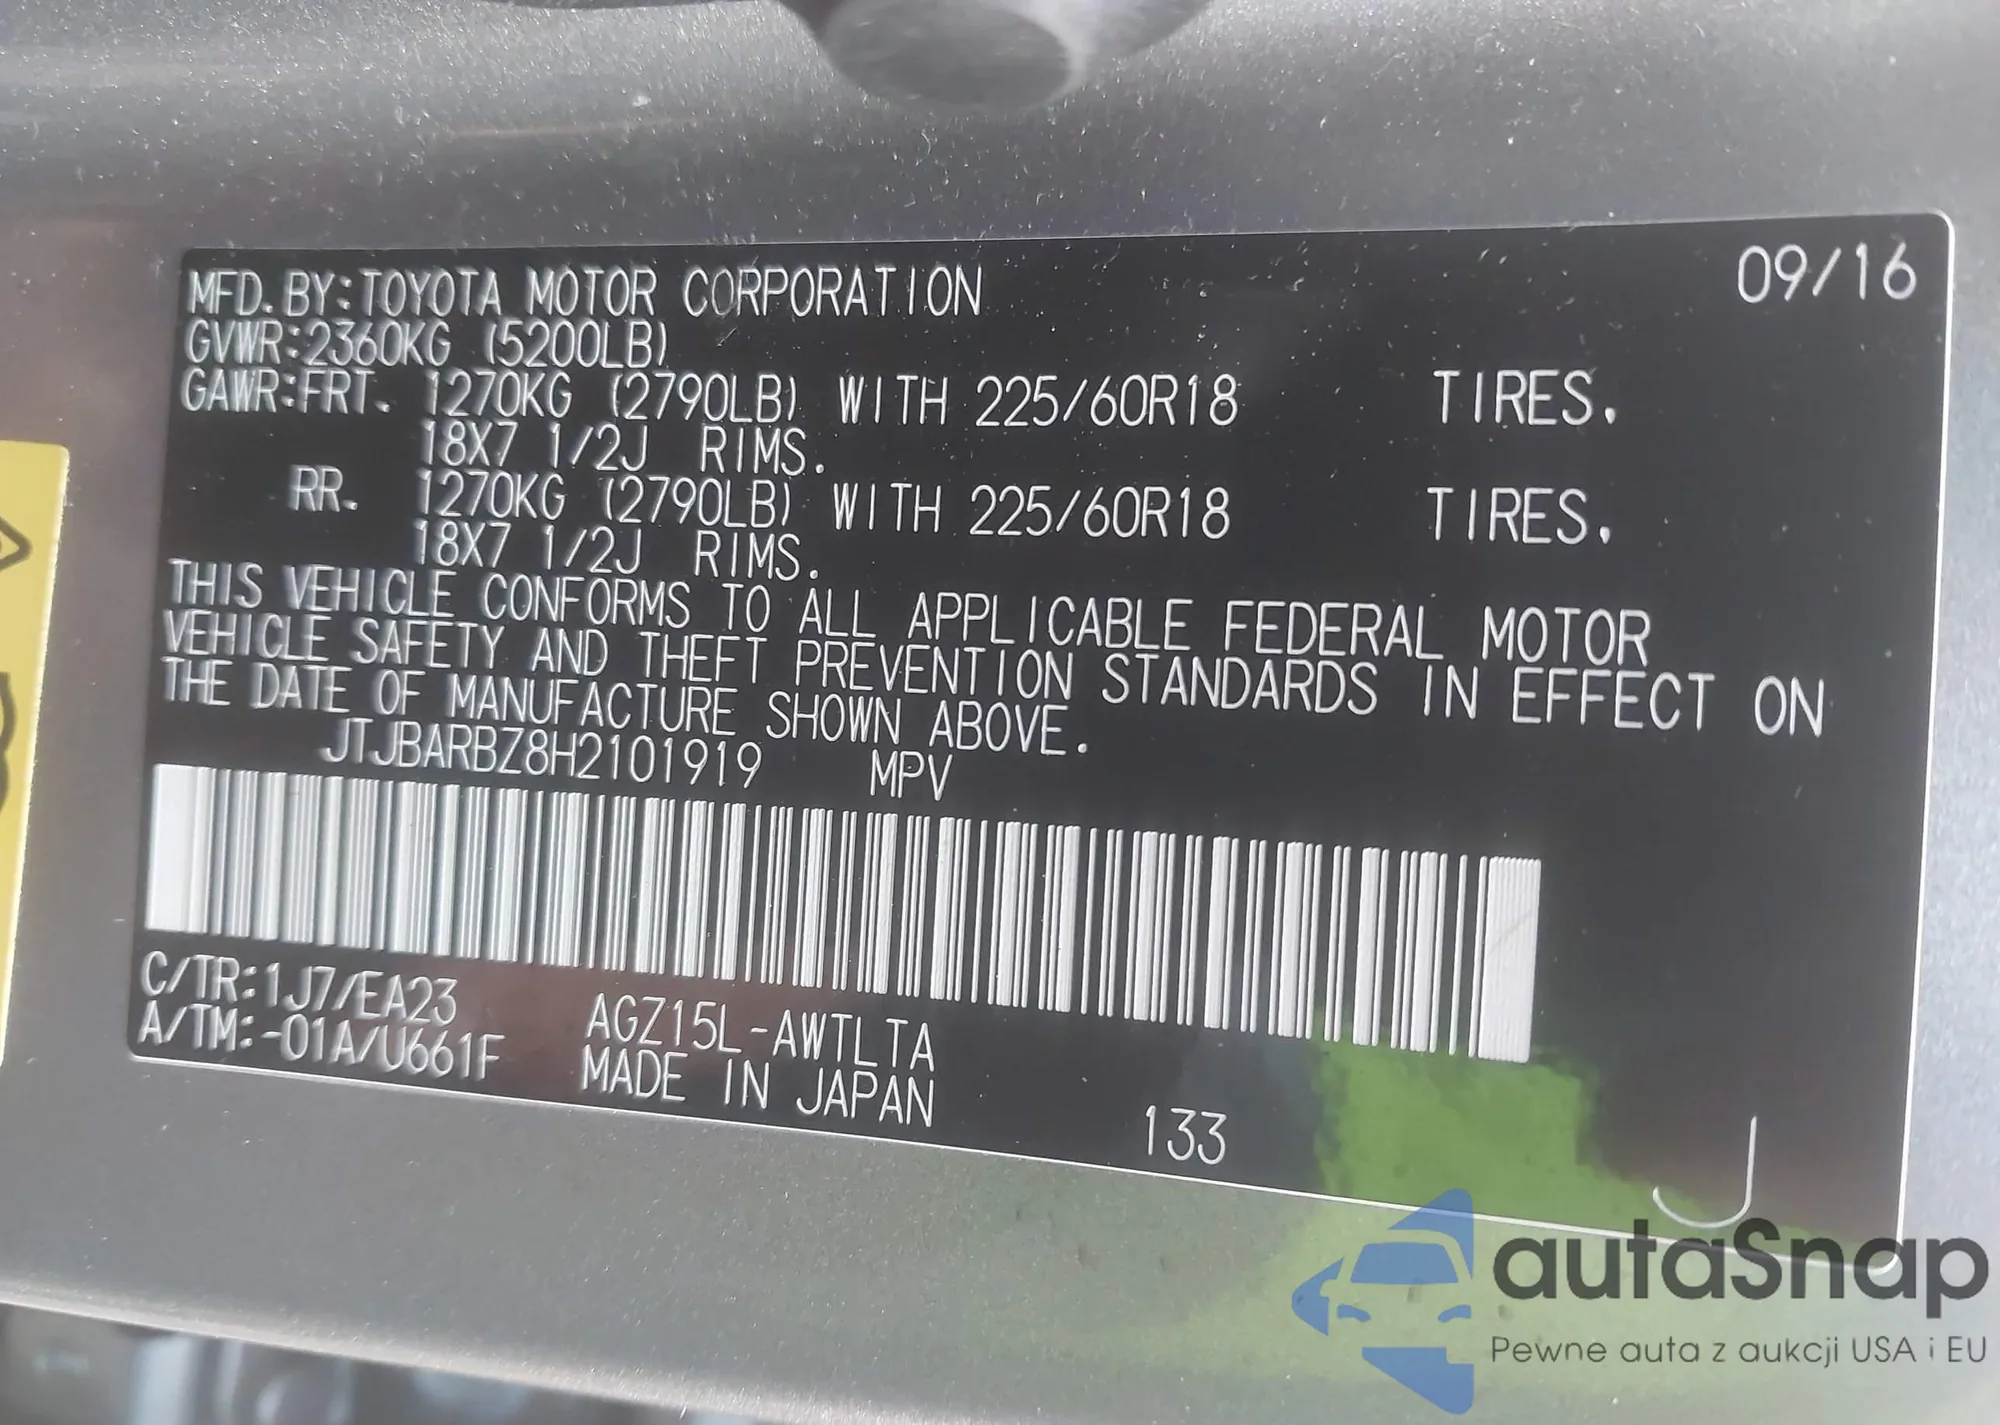 09/16
MFD.BY:TOYOTA MOTOR CORPORATION
GVWR:2360KG (5200LB)
GAWR:FRT. 1270KG (2790LB) WITH 225/60R18 TIRES.
18X7 1/2J RIMS.
RR. 1270KG (2790LB) WITH 225/60R18 TIRES.
18X7 1/2J RIMS.
THIS VEHICLE CONFORMS TO ALL APPLICABLE FEDERAL MOTOR
VEHICLE SAFETY AND THEFT PREVENTION STANDARDS IN EFFECT ON
THE DATE OF MANUFACTURE SHOWN ABOVE.
JTJBARBZ8H2101919 MPV
C/TR:1J7/EA23 AGZ15L-AWTLTA
A/TM:-01A/U661F MADE IN JAPAN
133
J
autaSnap
Pewne auta z aukcji USA i EU